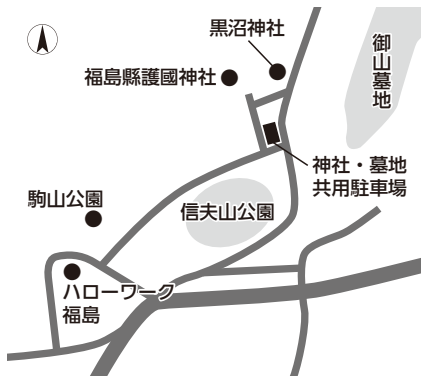 黒沼神社
福島縣護國神社
御山墓地
神社・墓地
共用駐車場
駒山公園
信夫山公園
ハローワーク
福島